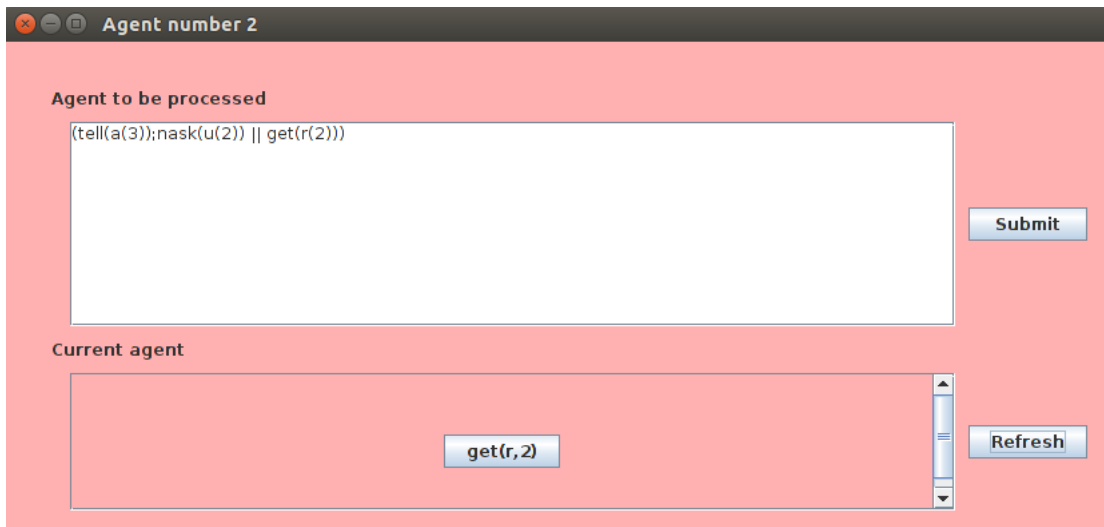 Agent number 2
Agent to be processed
(tell(a(3));nask(u(2)) || get(r(2)))
Submit
Current agent
get(r,2)
Refresh